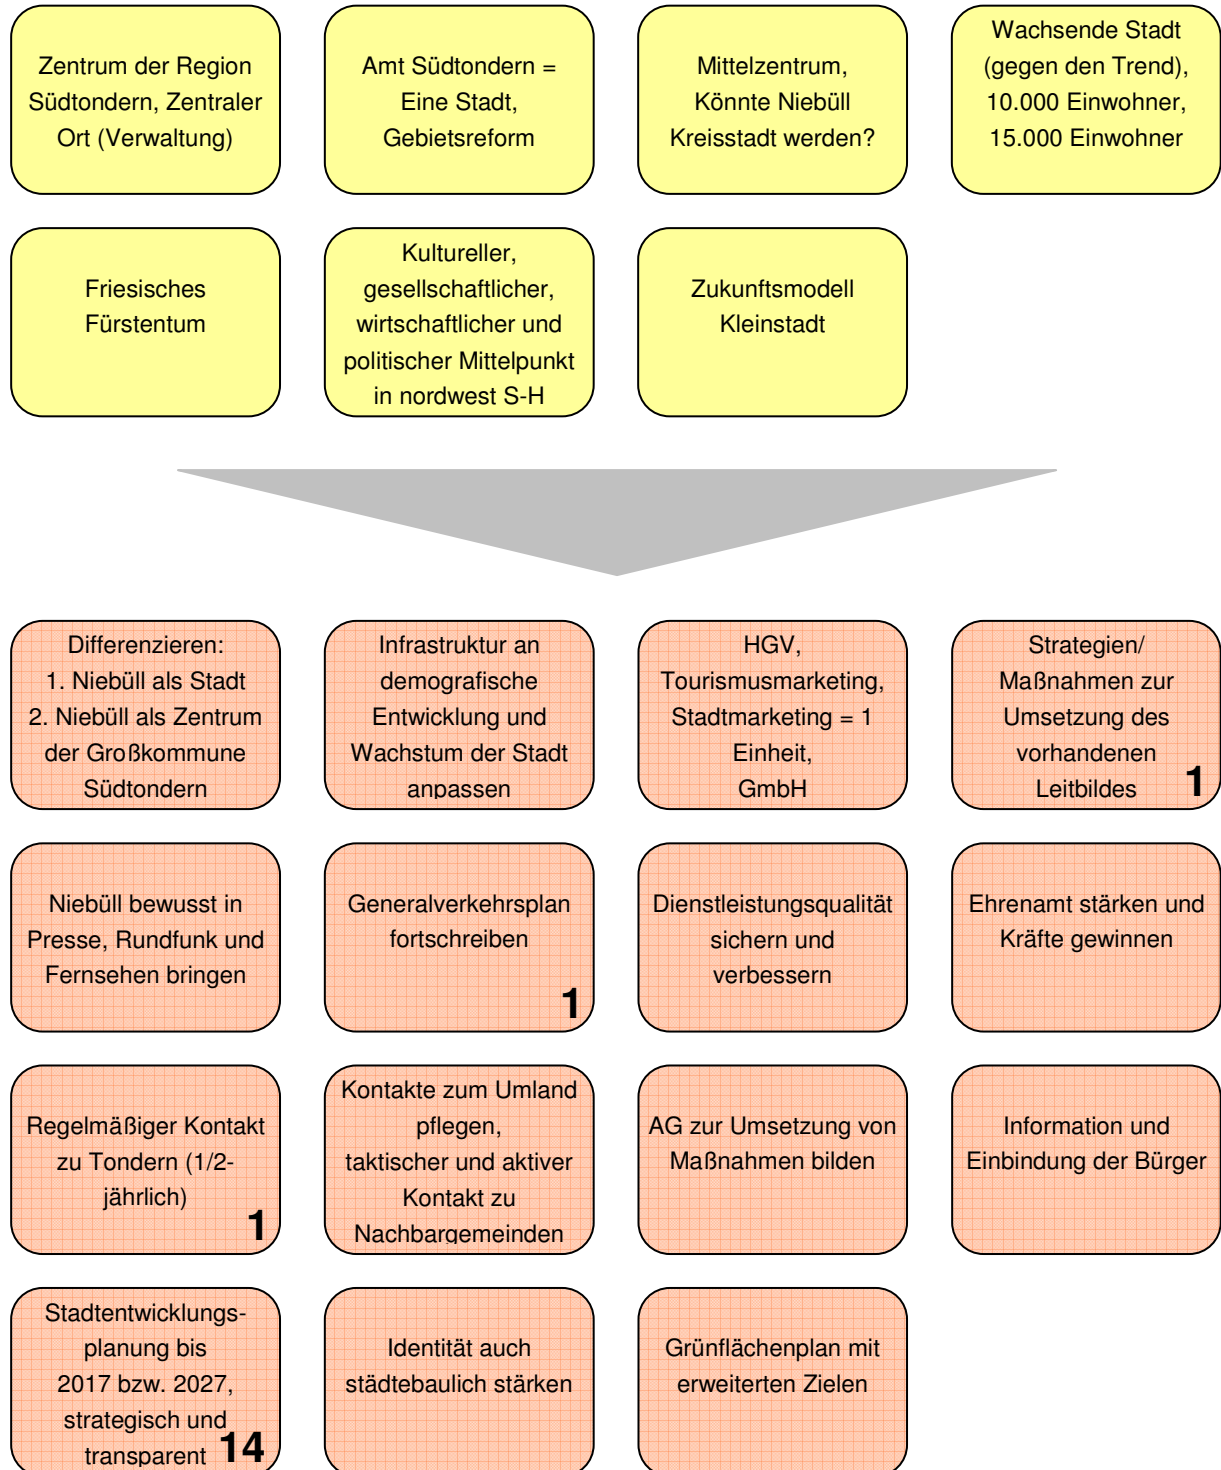 Zentrum der Region
Südtondern, Zentraler
Ort (Verwaltung)
Amt Südtondern =
Eine Stadt,
Gebietsreform
Mittelzentrum,
Könnte Niebüll
Kreisstadt werden?
Wachsende Stadt
(gegen den Trend),
10.000 Einwohner,
15.000 Einwohner
Friesisches
Fürstentum
Kultureller,
gesellschaftlicher,
wirtschaftlicher und
politischer Mittelpunkt
in nordwest S-H
Zukunftsmodell
Kleinstadt
Differenzieren:
1. Niebüll als Stadt
2. Niebüll als Zentrum
der Großkommune
Südtondern
Infrastruktur an
demografische
Entwicklung und
Wachstum der Stadt
anpassen
HGV,
Tourismusmarketing,
Stadtmarketing = 1
Einheit,
GmbH
Strategien/
Maßnahmen zur
Umsetzung des
vorhandenen
Leitbildes
1
Niebüll bewusst in
Presse, Rundfunk und
Fernsehen bringen
Generalverkehrsplan
fortschreiben
1
Dienstleistungsqualität
sichern und
verbessern
Ehrenamt stärken und
Kräfte gewinnen
Regelmäßiger Kontakt
zu Tondern (1/2-
jährlich)
1
Kontakte zum Umland
pflegen,
taktischer und aktiver
Kontakt zu
Nachbargemeinden
AG zur Umsetzung von
Maßnahmen bilden
Information und
Einbindung der Bürger
Stadtentwicklungs-
planung bis
2017 bzw. 2027,
strategisch und
transparent
14
Identität auch
städtebaulich stärken
Grünflächenplan mit
erweiterten Zielen